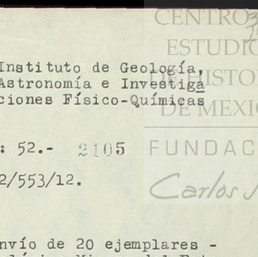 CENTRO
Instituto de Geología,
ESTUDIO
Astronomía e Investiga
DE HISTO
ciones Físico-Químicas
DE MEXI
: 52.- 2105
FUNDAC
2/553/12.
Carlos
nvío de 20 ejemplares -